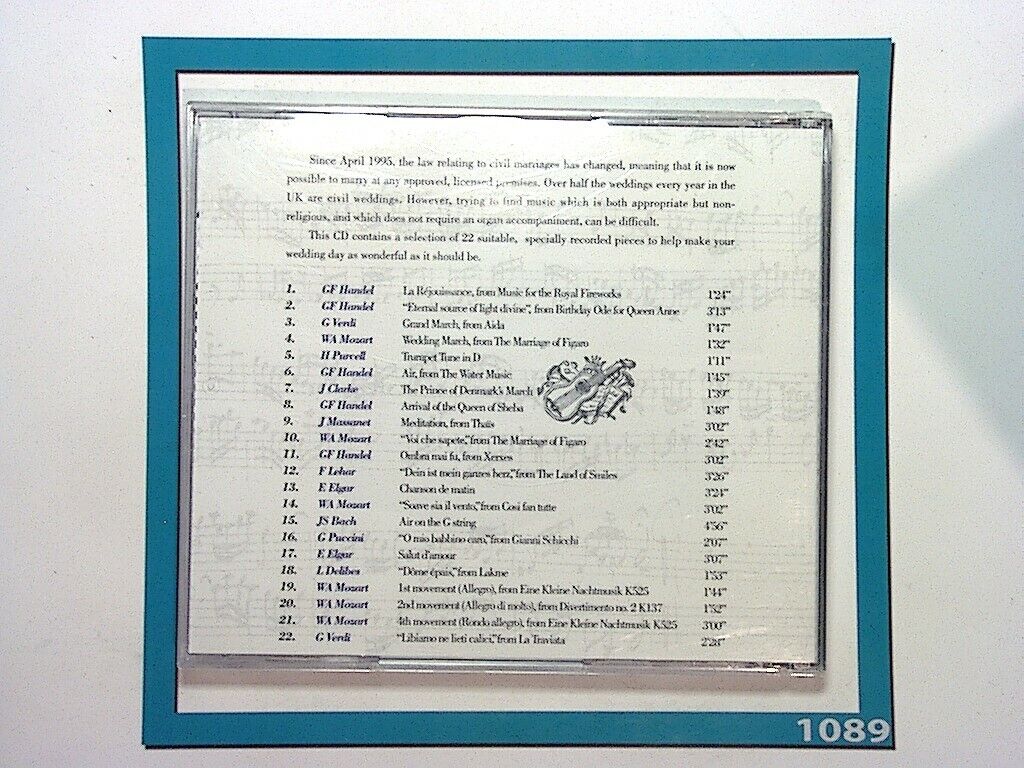 Since April 1995, the law relating to civil marriages has changed, meaning that it is now
possible to marry at any approved, licensed premises. Over half the weddings every year in the
UK are civil weddings. However, trying to find music which is both appropriate but non-
religious, and which does not require an organ accompaniment, can be difficult.
This CD contains a selection of 22 suitable, specially recorded pieces to help make your
wedding day as wonderful as it should be.
1. GF Handel La Réjouissance, from Music for the Royal Fireworks 1'24"
2. GF Handel "Eternal source of light divine", from Birthday Ode for Queen Anne 3'13"
3. G Verdi Grand March, from Aida 1'47"
4. WA Mozart Wedding March, from The Marriage of Figaro 1'32"
5. H Purcell Trumpet Tune in D 1'11"
6. GF Handel Air, from The Water Music 1'45"
7. J Clarke The Prince of Denmark's March 1'39"
8. GF Handel Arrival of the Queen of Sheba 1'48"
9. J Massanet Meditation, from Thaïs 3'02"
10. WA Mozart "Voi che sapete," from The Marriage of Figaro 2'42"
11. GF Handel Ombra mai fu, from Xerxes 3'02"
12. F Lehar "Dein ist mein ganzes herz," from The Land of Smiles 3'26"
13. E Elgar Chanson de matin 3'24"
14. WA Mozart "Soave sia il vento," from Cosi fan tutte 3'02"
15. JS Bach Air on the G string 4'56"
16. G Puccini "O mio babbino caro," from Gianni Schicchi 2'07"
17. E Elgar Salut d'amour 3'07"
18. L Delibes "Dôme épais," from Lakme 1'53"
19. WA Mozart 1st movement (Allegro), from Eine Kleine Nachtmusik K525 1'44"
20. WA Mozart 2nd movement (Allegro di molto), from Divertimento no. 2 K137 1'52"
21. WA Mozart 4th movement (Rondo allegro), from Eine Kleine Nachtmusik K525 3'00"
22. G Verdi "Libiamo ne lieti calici," from La Traviata 2'28"
1089